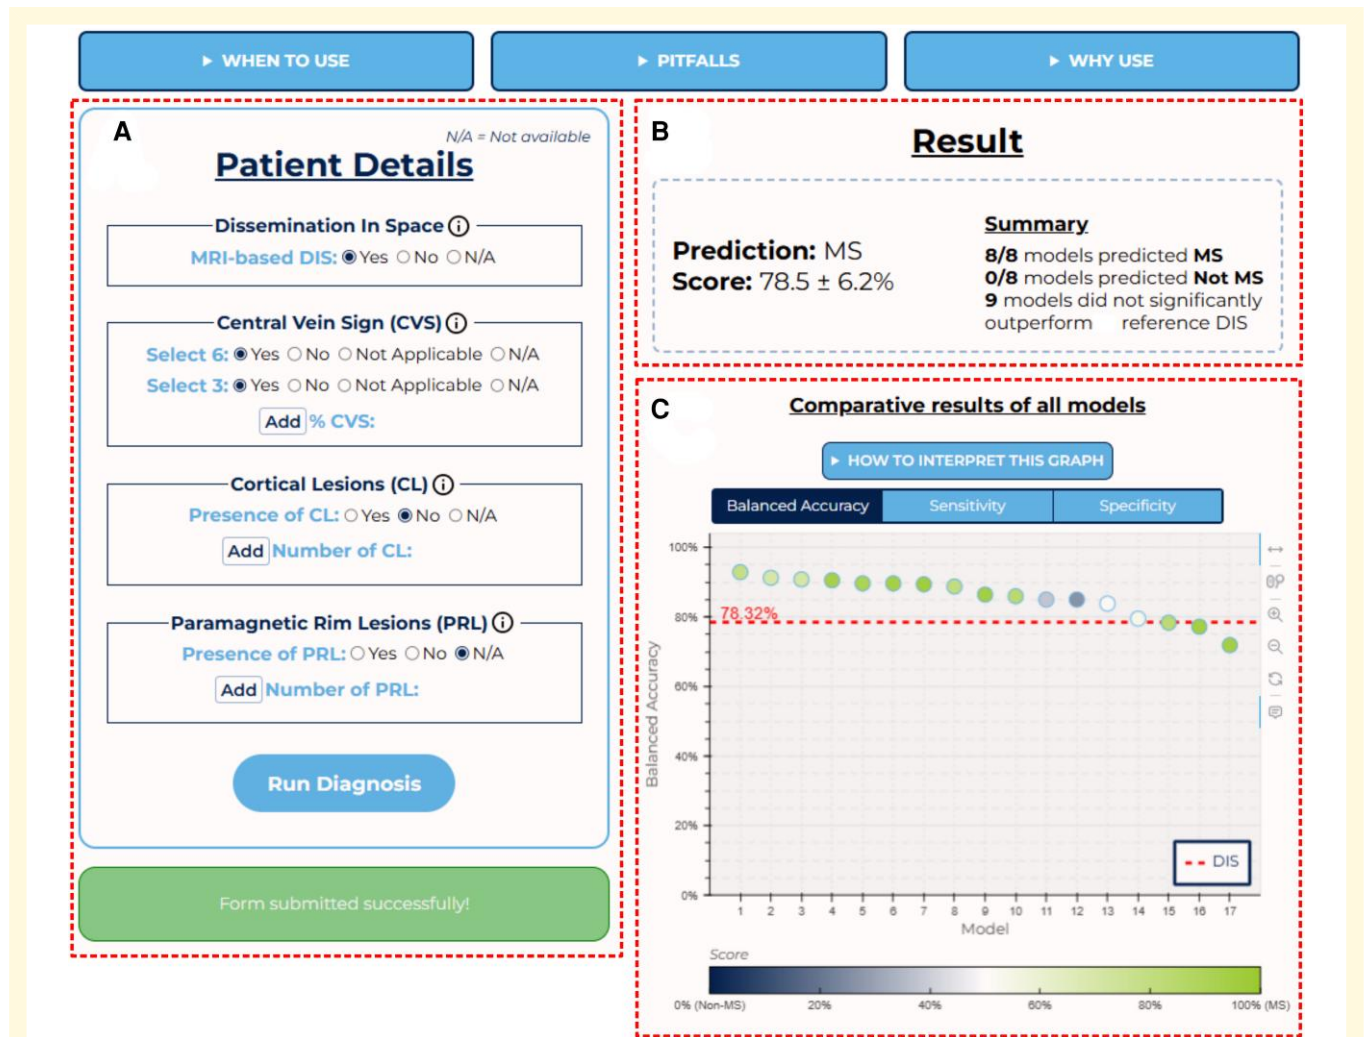 ▶ WHEN TO USE
▶ PITFALLS
▶ WHY USE
A
N/A = Not available
Patient Details
Dissemination In Space i
MRI-based DIS: Yes No N/A
Central Vein Sign (CVS) i
Select 6: Yes No Not Applicable N/A
Select 3: Yes No Not Applicable N/A
Add % CVS:
Cortical Lesions (CL) i
Presence of CL: Yes No N/A
Add Number of CL:
Paramagnetic Rim Lesions (PRL) i
Presence of PRL: Yes No N/A
Add Number of PRL:
Run Diagnosis
Form submitted successfully!
B
Result
Prediction: MS
Score: 78.5 ± 6.2%
Summary
8/8 models predicted MS
0/8 models predicted Not MS
9 models did not significantly
outperform reference DIS
C
Comparative results of all models
▶ HOW TO INTERPRET THIS GRAPH
Balanced Accuracy Sensitivity Specificity
Balanced Accuracy
100%
80%
60%
40%
20%
0%
78.32%
DIS
1 2 3 4 5 6 7 8 9 10 11 12 13 14 15 16 17
Model
Score
0% (Non-MS) 20% 40% 60% 80% 100% (MS)